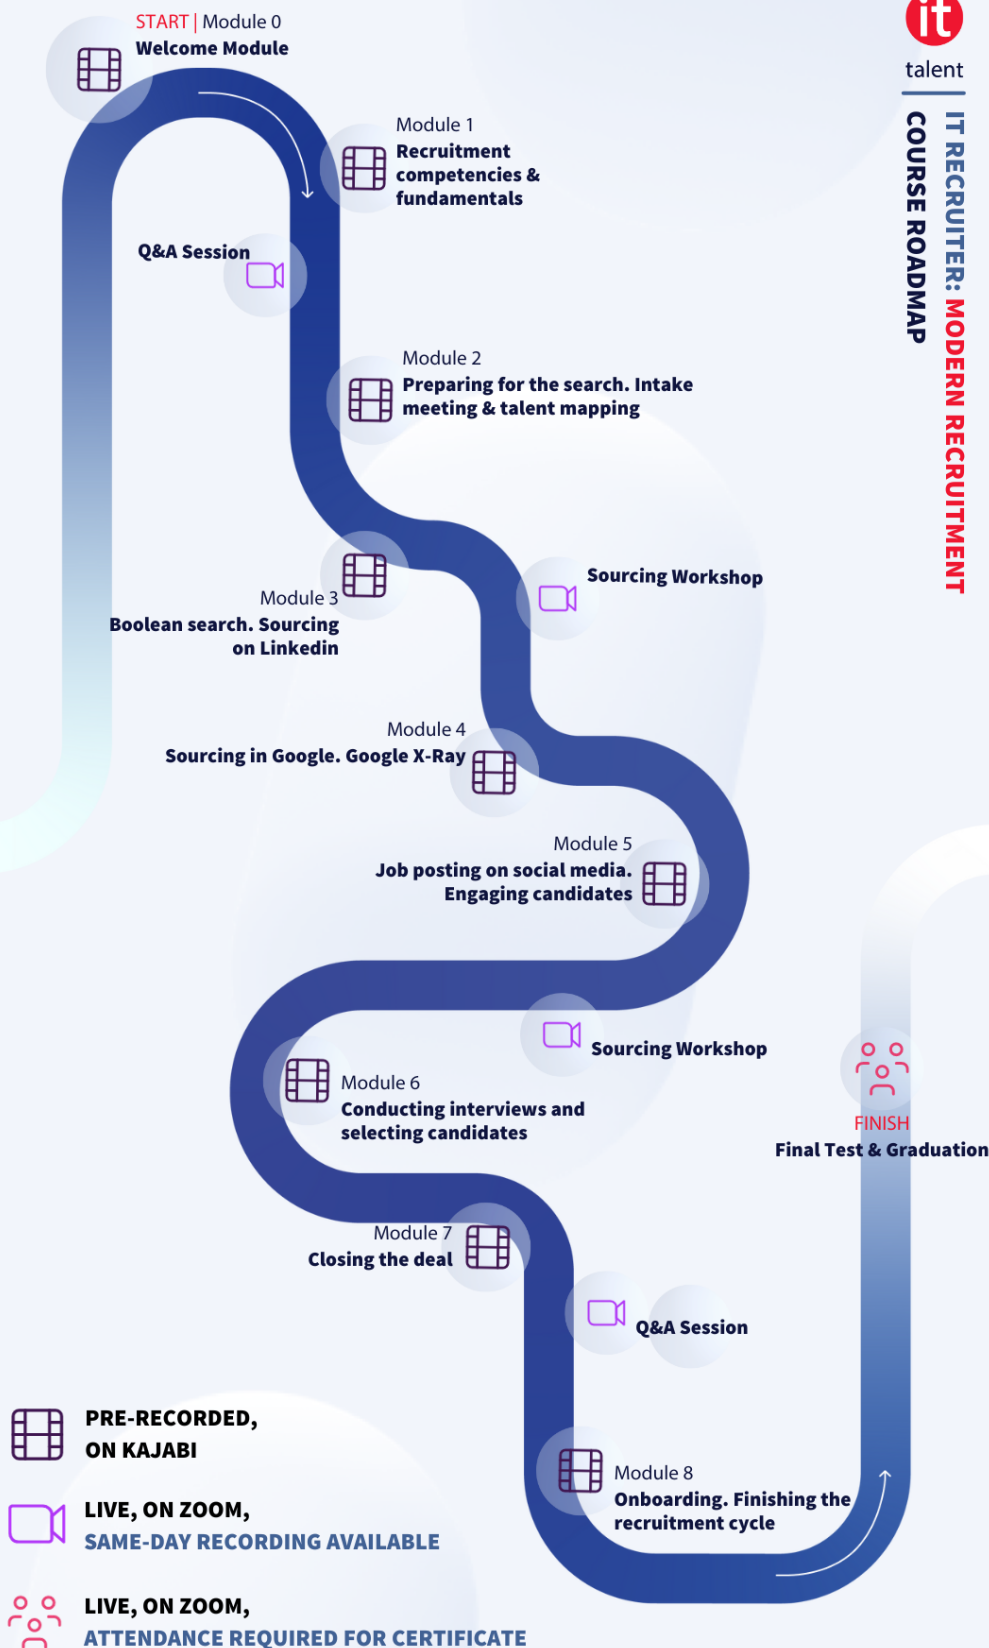 START | Module 0
Welcome Module
it
talent
IT RECRUITER: MODERN RECRUITMENT
COURSE ROADMAP
Module 1
Recruitment
competencies &
fundamentals
Q&A Session
Module 2
Preparing for the search. Intake
meeting & talent mapping
Module 3
Boolean search. Sourcing
on Linkedin
Sourcing Workshop
Module 4
Sourcing in Google. Google X-Ray
Module 5
Job posting on social media.
Engaging candidates
Sourcing Workshop
Module 6
Conducting interviews and
selecting candidates
Module 7
Closing the deal
Q&A Session
Module 8
Onboarding. Finishing the
recruitment cycle
FINISH
Final Test & Graduation
PRE-RECORDED,
ON KAJABI
LIVE, ON ZOOM,
SAME-DAY RECORDING AVAILABLE
LIVE, ON ZOOM,
ATTENDANCE REQUIRED FOR CERTIFICATE